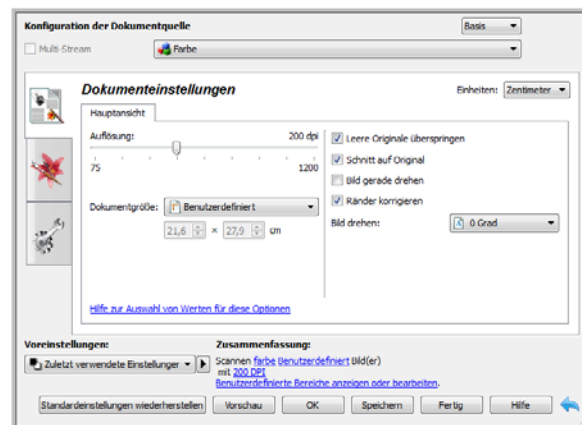 Konfiguration der Dokumentquelle
Basis
Multi-Stream
Farbe
Dokumenteinstellungen
Einheiten: Zentimeter
Hauptansicht
Auflösung: 200 dpi
75 1200
Dokumentgröße: Benutzerdefiniert
21,6 × 27,9 cm
Leere Originale überspringen
Schnitt auf Original
Bild gerade drehen
Ränder korrigieren
Bild drehen: 0 Grad
Hilfe zur Auswahl von Werten für diese Optionen
Voreinstellungen:
Zuletzt verwendete Einstellungen
Zusammenfassung:
Scannen farbe Benutzerdefiniert Bild(er)
mit 200 DPI
Benutzerdefinierte Bereiche anzeigen oder bearbeiten.
Standardeinstellungen wiederherstellen Vorschau OK Speichern Fertig Hilfe